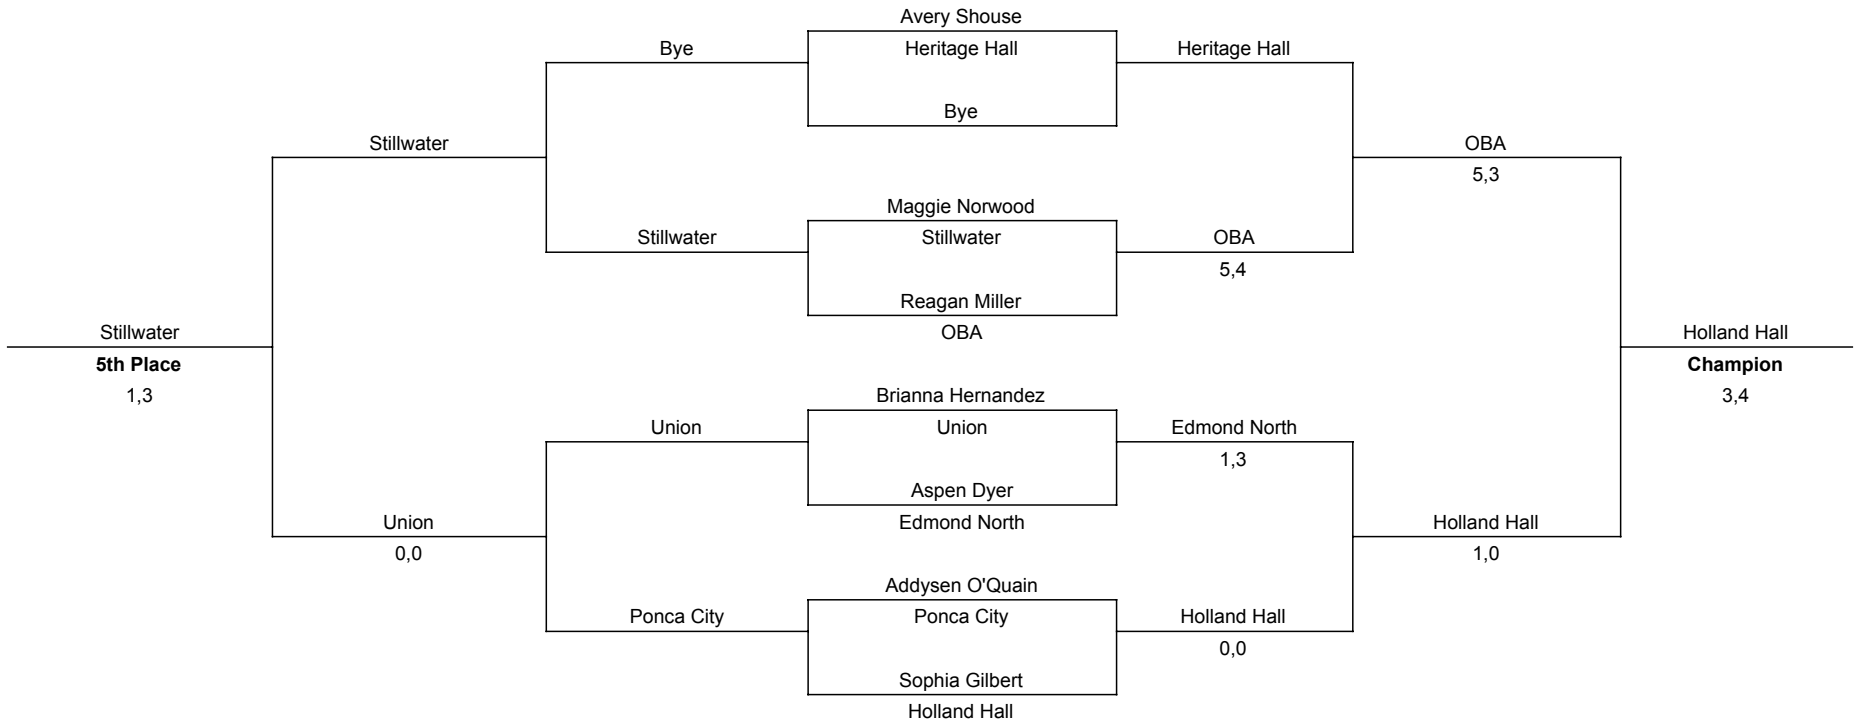 Avery Shouse
Bye
Heritage Hall
Heritage Hall
Bye
Stillwater
OBA
5,3
Maggie Norwood
Stillwater
Stillwater
OBA
5,4
Reagan Miller
Stillwater
OBA
Holland Hall
5th Place
Champion
1,3
Brianna Hernandez
3,4
Union
Union
Edmond North
1,3
Aspen Dyer
Union
Edmond North
Holland Hall
0,0
1,0
Addysen O'Quain
Ponca City
Ponca City
Holland Hall
0,0
Sophia Gilbert
Holland Hall